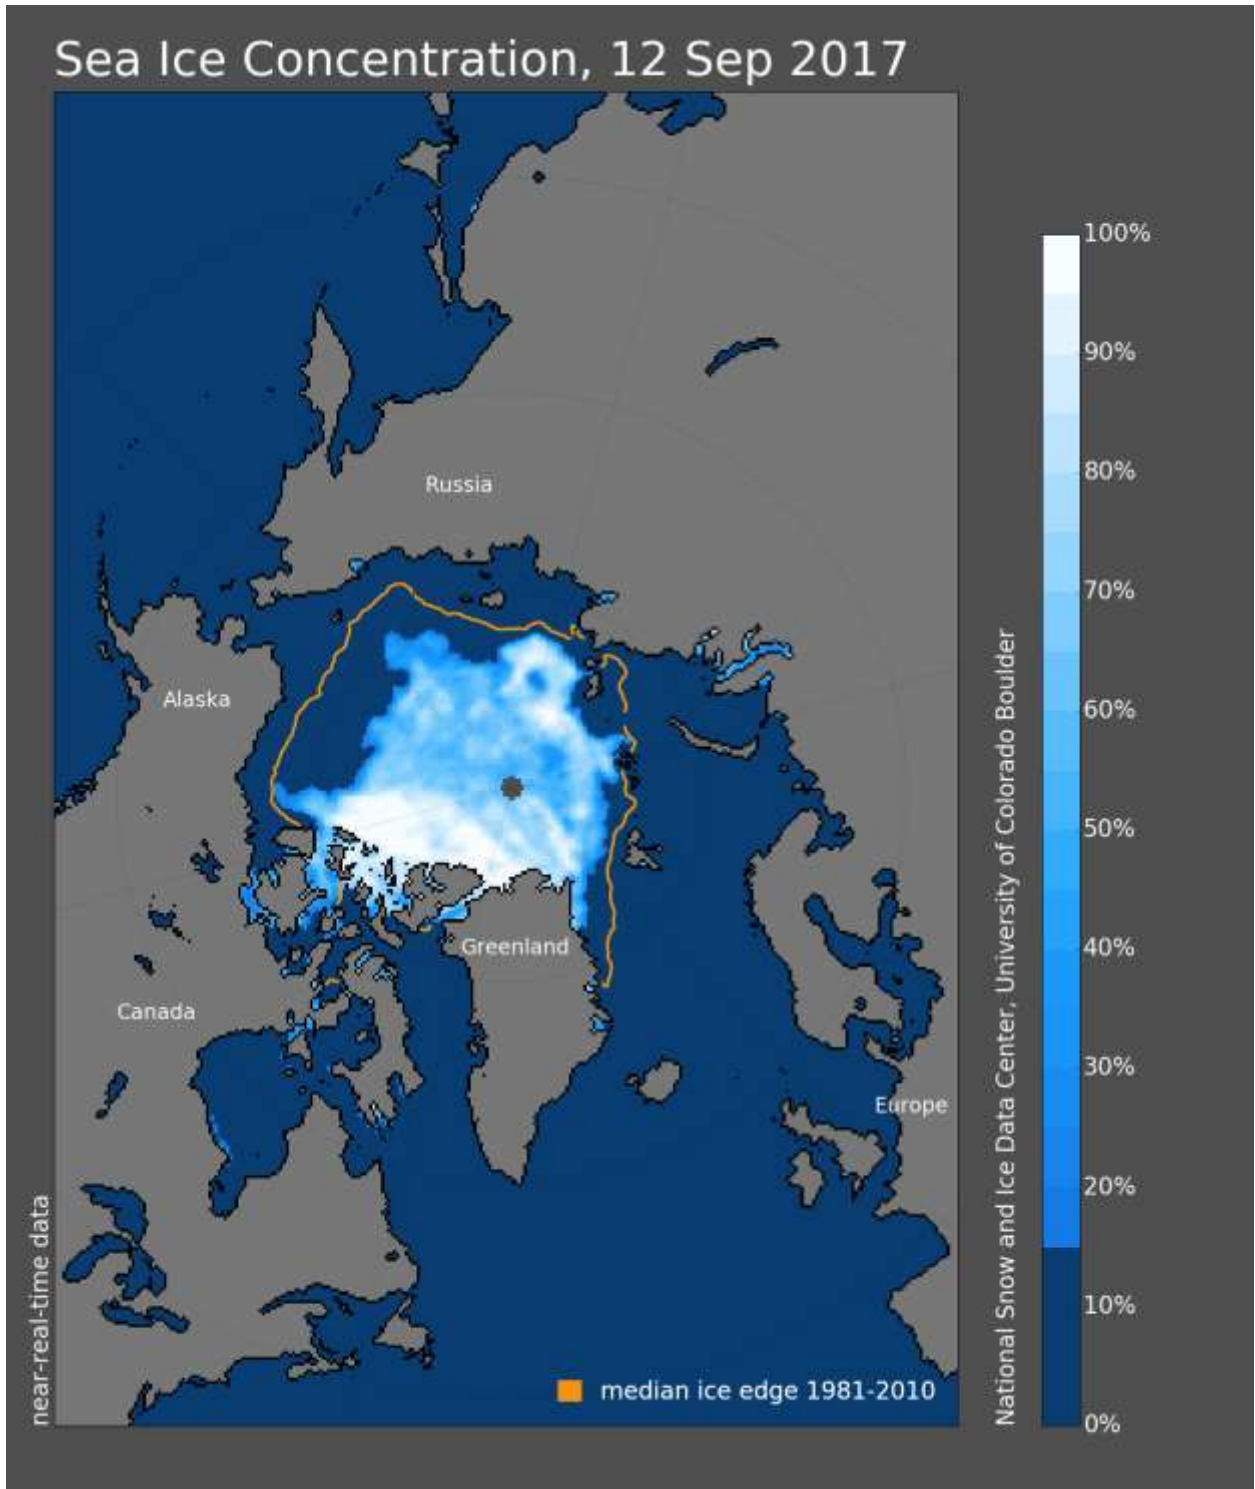 Sea Ice Concentration, 12 Sep 2017
Russia
Alaska
Greenland
Canada
Europe
median ice edge 1981-2010
near-real-time data
National Snow and Ice Data Center, University of Colorado Boulder
100%
90%
80%
70%
60%
50%
40%
30%
20%
10%
0%